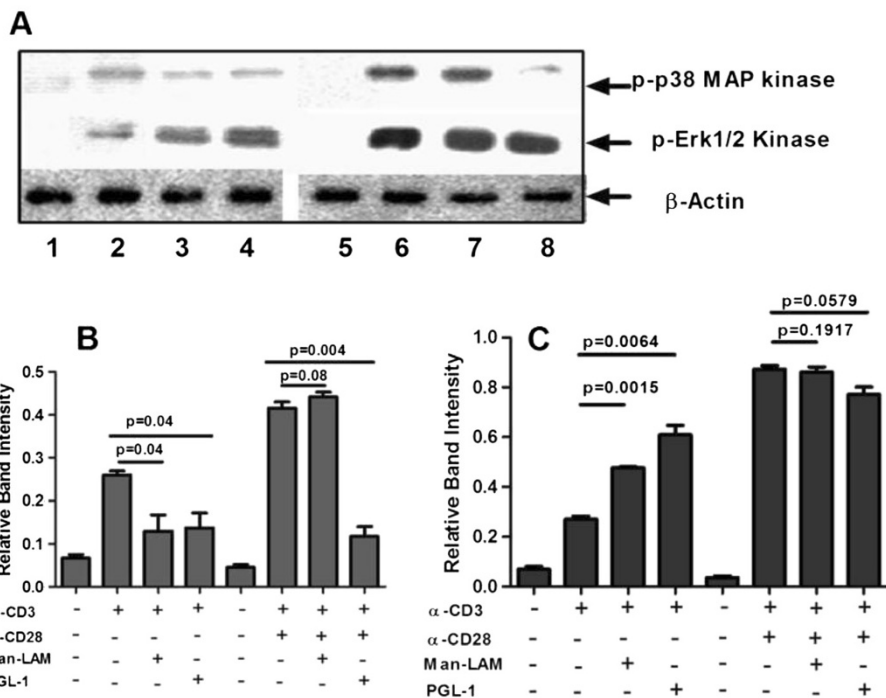 A
p-p38 MAP kinase
p-Erk1/2 Kinase
β-Actin
1 2 3 4 5 6 7 8
B
p=0.004
p=0.08
p=0.04
p=0.04
Relative Band Intensity
0.5
0.4
0.3
0.2
0.1
0.0
-CD3 - + + + - + + +
-CD28 - - - - - + + +
an-LAM - - + - - - + -
GL-1 - - - + - - - +
C
p=0.0579
p=0.1917
p=0.0064
p=0.0015
Relative Band Intensity
1.0
0.8
0.6
0.4
0.2
0.0
α-CD3 - + + + - + + +
α-CD28 - - - - - + + +
Man-LAM - - + - - - + -
PGL-1 - - - + - - - +